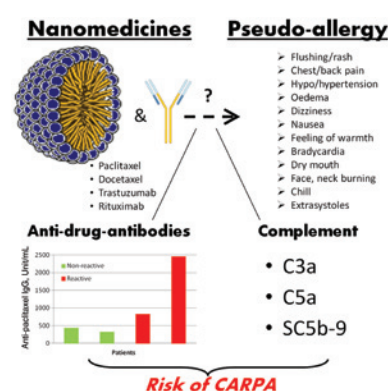 Nanomedicines
Pseudo-allergy
&
?
• Paclitaxel
• Docetaxel
• Trastuzumab
• Rituximab
➢ Flushing/rash
➢ Chest/back pain
➢ Hypo/hypertension
➢ Oedema
➢ Dizziness
➢ Nausea
➢ Feeling of warmth
➢ Bradycardia
➢ Dry mouth
➢ Face, neck burning
➢ Chill
➢ Extrasystoles
Anti-drug-antibodies
Anti-paclitaxel IgG, Unit/mL
2500
2000
1500
1000
500
0
Non-reactive
Reactive
Patients
Complement
• C3a
• C5a
• SC5b-9
Risk of CARPA